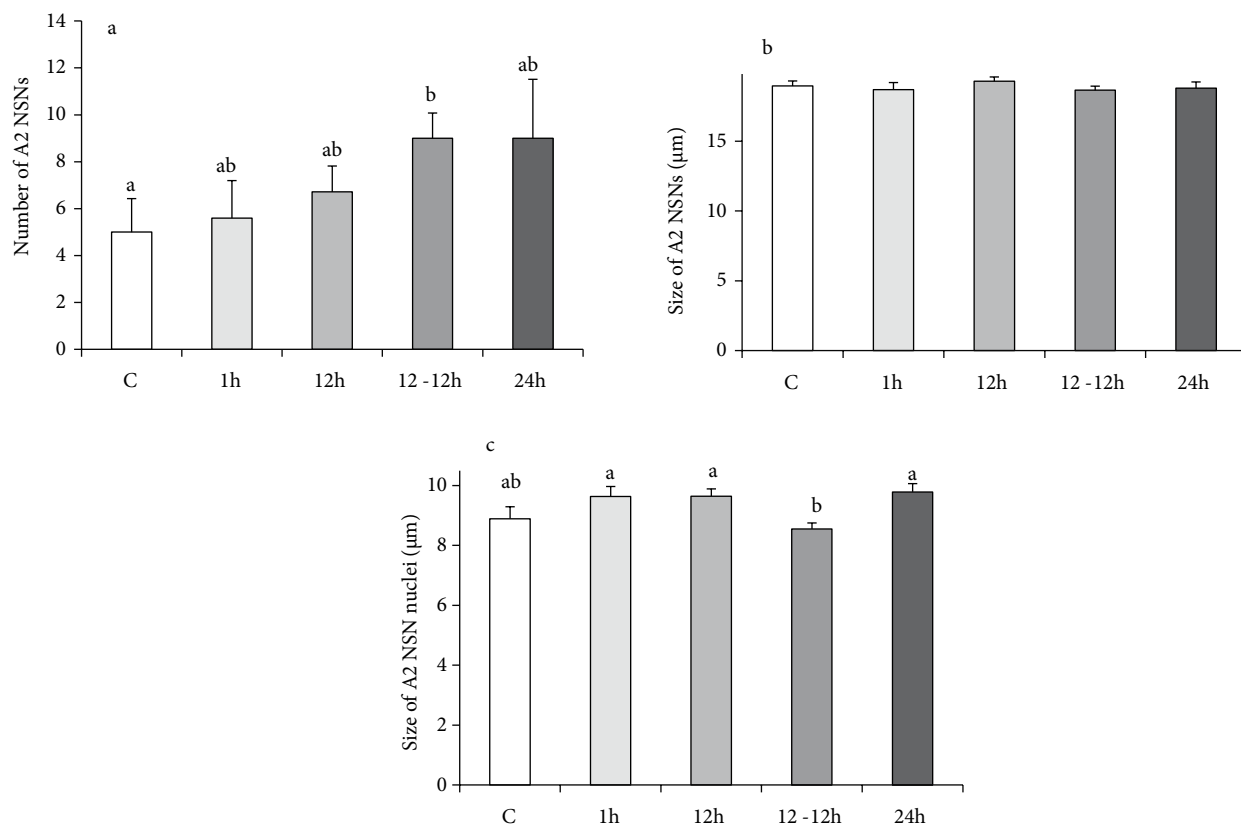 a
Number of A2 NSNs
14
12
10
8
6
4
2
0
a
ab
ab
b
ab
C
1h
12h
12 -12h
24h
b
Size of A2 NSNs (μm)
15
10
5
0
C
1h
12h
12 -12h
24h
c
Size of A2 NSN nuclei (μm)
10
8
6
4
2
0
ab
a
a
b
a
C
1h
12h
12 -12h
24h